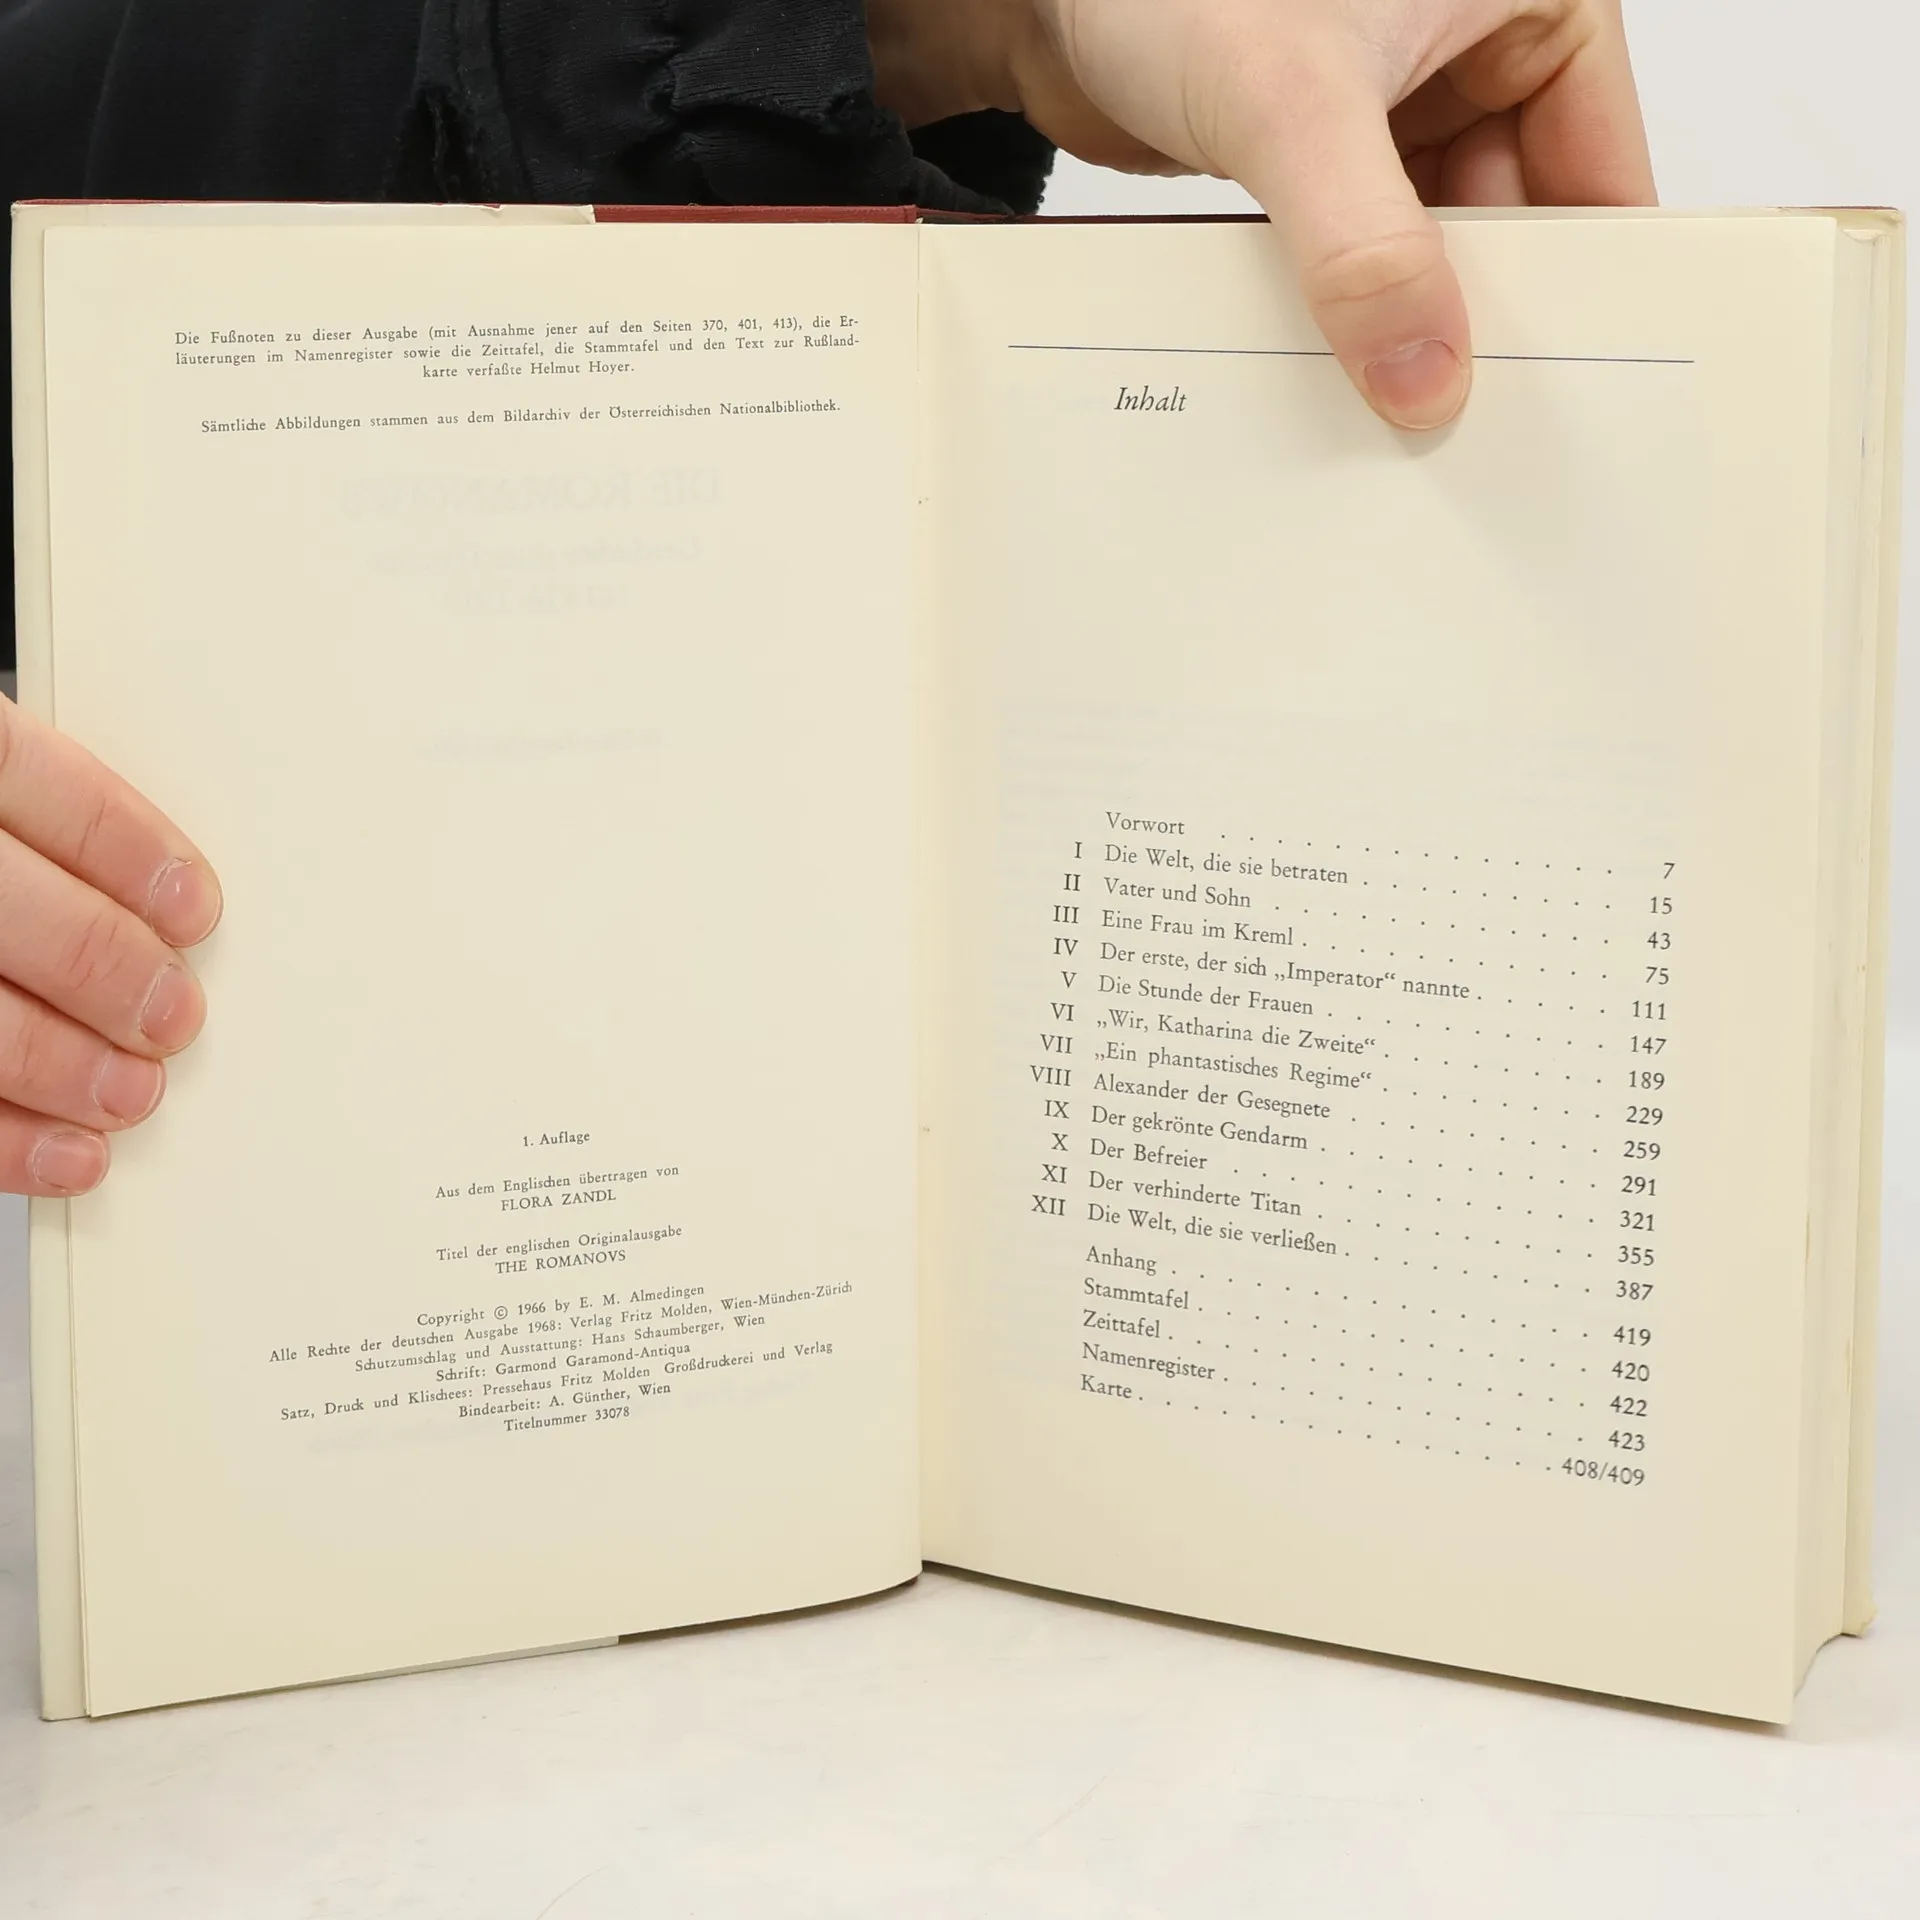 Die Fußnoten zu dieser Ausgabe (mit Ausnahme jener auf den Seiten 370, 401, 413), die Er-
läuterungen im Namenregister sowie die Zeittafel, die Stammtafel und den Text zur Rußland-
karte verfaßte Helmut Hoyer.
Sämtliche Abbildungen stammen aus dem Bildarchiv der Österreichischen Nationalbibliothek.
1. Auflage
Aus dem Englischen übertragen von
FLORA ZANDL
Titel der englischen Originalausgabe
THE ROMANOVS
Copyright © 1966 by E. M. Almedingen
Alle Rechte der deutschen Ausgabe 1968: Verlag Fritz Molden, Wien-München-Zürich
Schutzumschlag und Ausstattung: Hans Schaumberger, Wien
Schrift: Garmond Garamond-Antiqua
Satz, Druck und Klischees: Pressehaus Fritz Molden Großdruckerei und Verlag
Bindearbeit: A. Günther, Wien
Titelnummer 33078
Inhalt
Vorwort . . . . . . . . . . . . . . 7
I Die Welt, die sie betraten . . . . . . . . . 15
II Vater und Sohn . . . . . . . . . . . . 43
III Eine Frau im Kreml . . . . . . . . . . . 75
IV Der erste, der sich „Imperator“ nannte . . . . . 111
V Die Stunde der Frauen . . . . . . . . . . 147
VI „Wir, Katharina die Zweite“ . . . . . . . . 189
VII „Ein phantastisches Regime“ . . . . . . . . 229
VIII Alexander der Gesegnete . . . . . . . . . 259
IX Der gekrönte Gendarm . . . . . . . . . . 291
X Der Befreier . . . . . . . . . . . . . 321
XI Der verhinderte Titan . . . . . . . . . . 355
XII Die Welt, die sie verließen . . . . . . . . . 387
Anhang . . . . . . . . . . . . . . . 419
Stammtafel . . . . . . . . . . . . . . 420
Zeittafel . . . . . . . . . . . . . . . 422
Namenregister . . . . . . . . . . . . . 423
Karte . . . . . . . . . . . . . . . 408/409